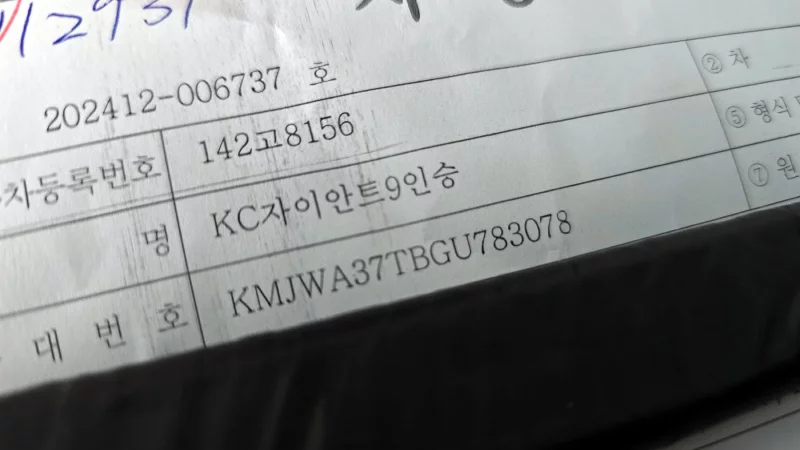 202412-006737 호
차등록번호 142고8156 ② 차
명 KC자이안트9인승 ⑤ 형식
대 번 호 KMJWA37TBGU783078 ⑦ 원